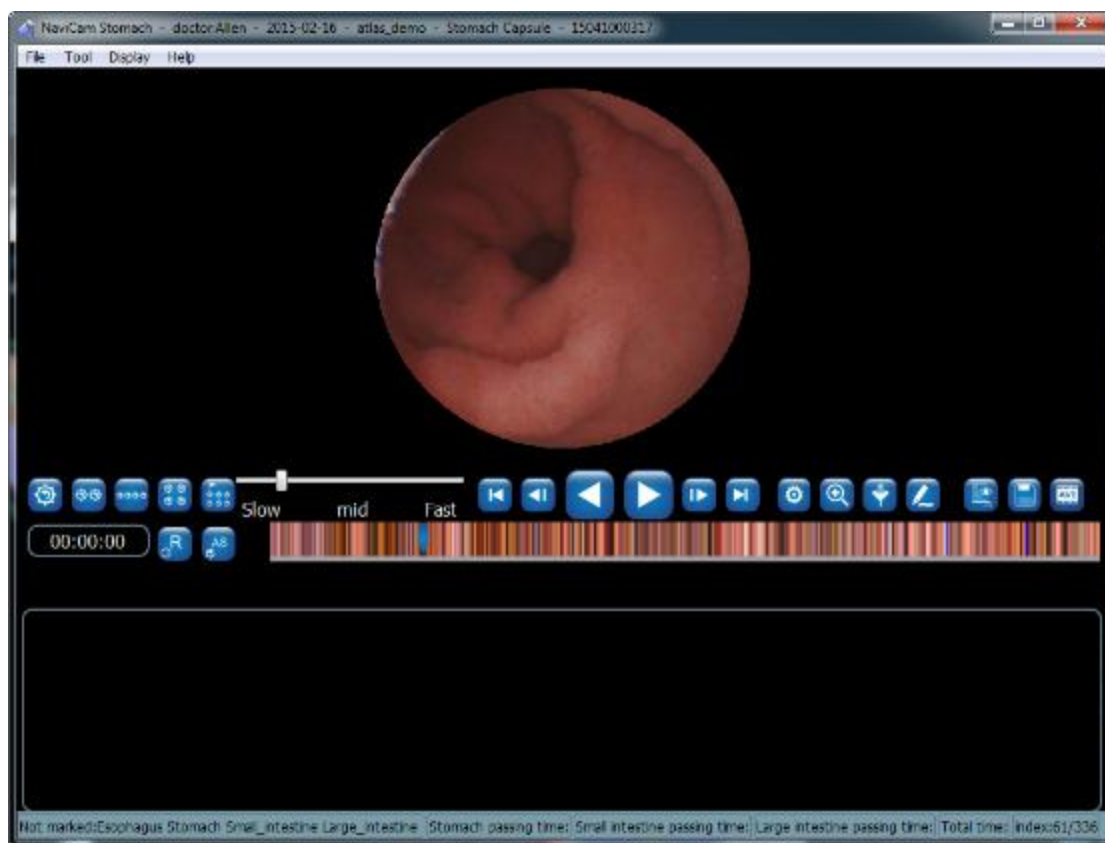 NaviCam Stomach - doctor Allen - 2015-02-16 - atlas_demo - Stomach Capsule - 15041000317
File Tool Display Help
Slow mid Fast
00:00:00 R AB
Not marked:Esophagus Stomach Small_intestine Large_intestine Stomach passing time: Small intestine passing time: Large intestine passing time: Total time: index:61/336